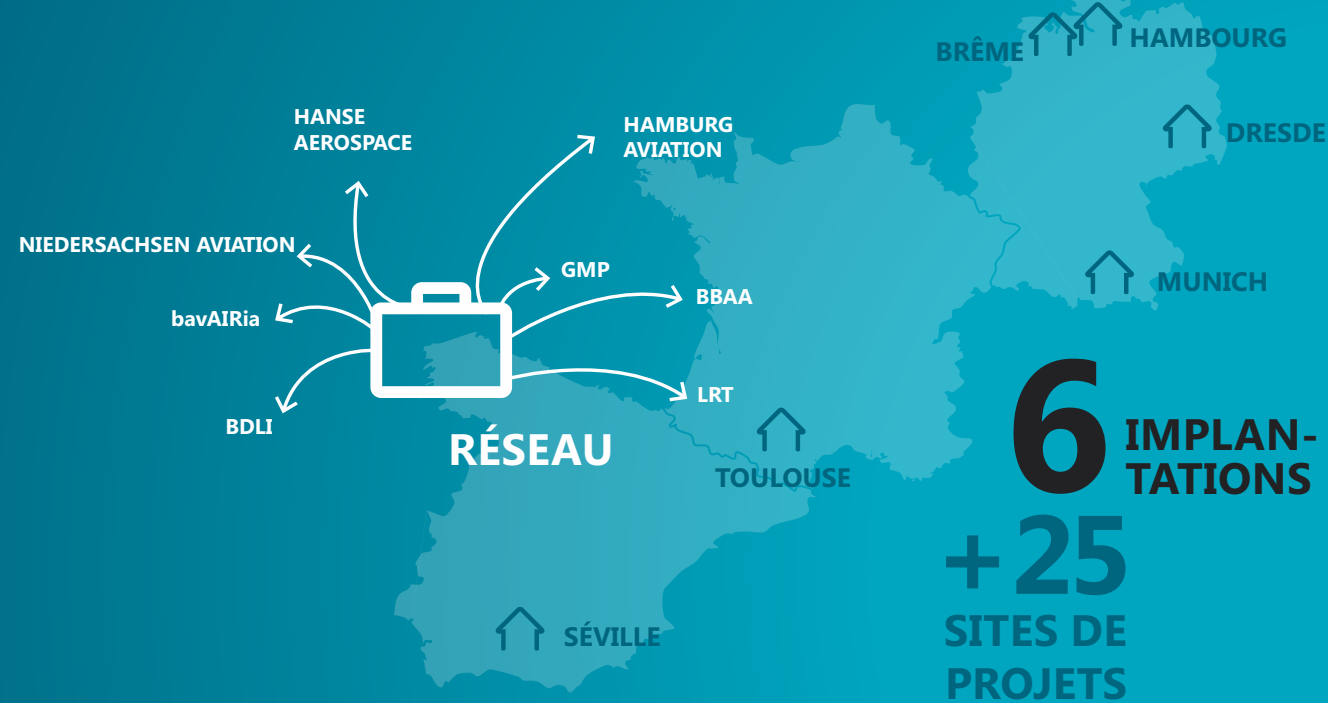 BRÊME
HAMBOURG
DRESDE
MUNICH
HANSE
AEROSPACE
HAMBURG
AVIATION
NIEDERSACHSEN AVIATION
GMP
bavAIRia
BBAA
BDLI
LRT
RÉSEAU
TOULOUSE
SÉVILLE
6 IMPLAN-
TATIONS
+25
SITES DE
PROJETS